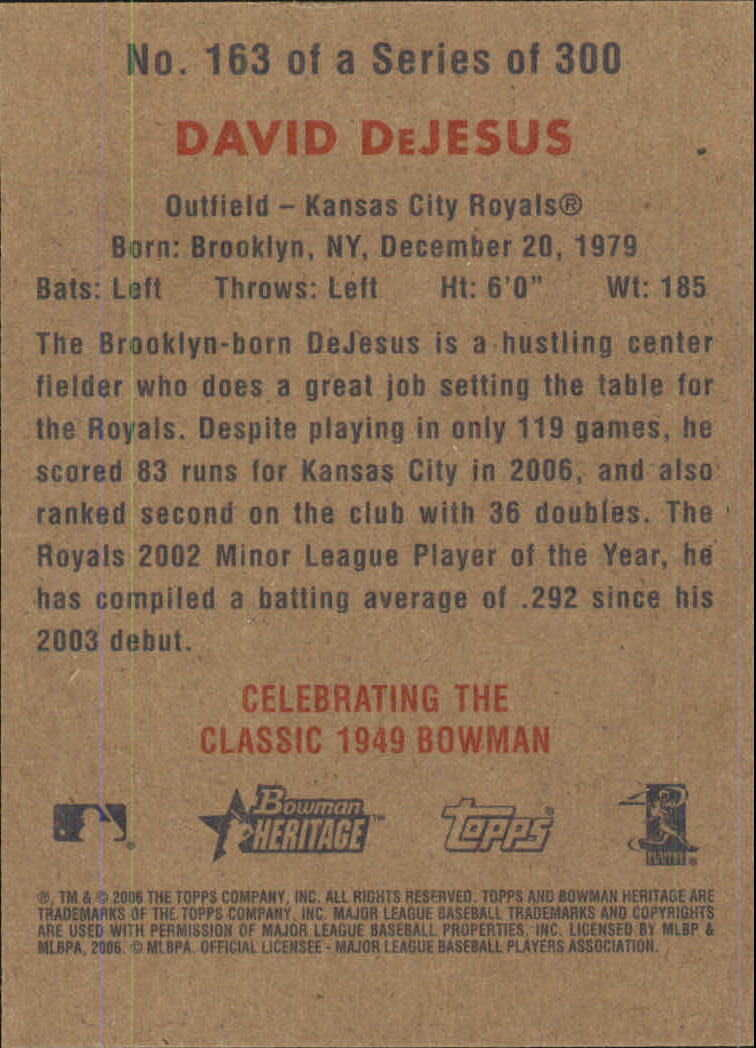 No. 163 of a Series of 300
DAVID DeJESUS
Outfield – Kansas City Royals®
Born: Brooklyn, NY, December 20, 1979
Bats: Left Throws: Left Ht: 6'0" Wt: 185
The Brooklyn-born DeJesus is a hustling center
fielder who does a great job setting the table for
the Royals. Despite playing in only 119 games, he
scored 83 runs for Kansas City in 2006, and also
ranked second on the club with 36 doubles. The
Royals 2002 Minor League Player of the Year, he
has compiled a batting average of .292 since his
2003 debut.
CELEBRATING THE
CLASSIC 1949 BOWMAN
Bowman
HERITAGE™
Topps®
PLAYERS®
®, TM & © 2006 THE TOPPS COMPANY, INC. ALL RIGHTS RESERVED. TOPPS AND BOWMAN HERITAGE ARE
TRADEMARKS OF THE TOPPS COMPANY, INC. MAJOR LEAGUE BASEBALL TRADEMARKS AND COPYRIGHTS
ARE USED WITH PERMISSION OF MAJOR LEAGUE BASEBALL PROPERTIES, INC. LICENSED BY MLBP &
MLBPA, 2006. © MLBPA. OFFICIAL LICENSEE - MAJOR LEAGUE BASEBALL PLAYERS ASSOCIATION.